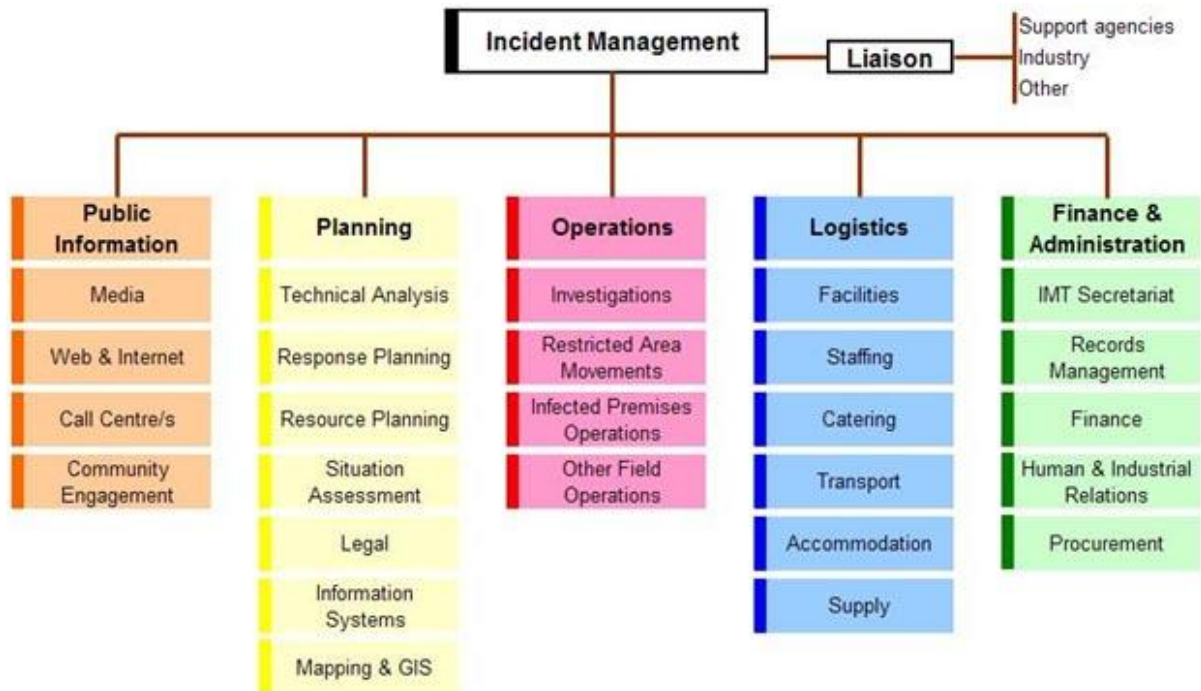 Incident Management
Liaison
Support agencies
Industry
Other
Public
Information
Media
Web & Internet
Call Centre/s
Community
Engagement
Planning
Technical Analysis
Response Planning
Resource Planning
Situation
Assessment
Legal
Information
Systems
Mapping & GIS
Operations
Investigations
Restricted Area
Movements
Infected Premises
Operations
Other Field
Operations
Logistics
Facilities
Staffing
Catering
Transport
Accommodation
Supply
Finance &
Administration
IMT Secretariat
Records
Management
Finance
Human & Industrial
Relations
Procurement